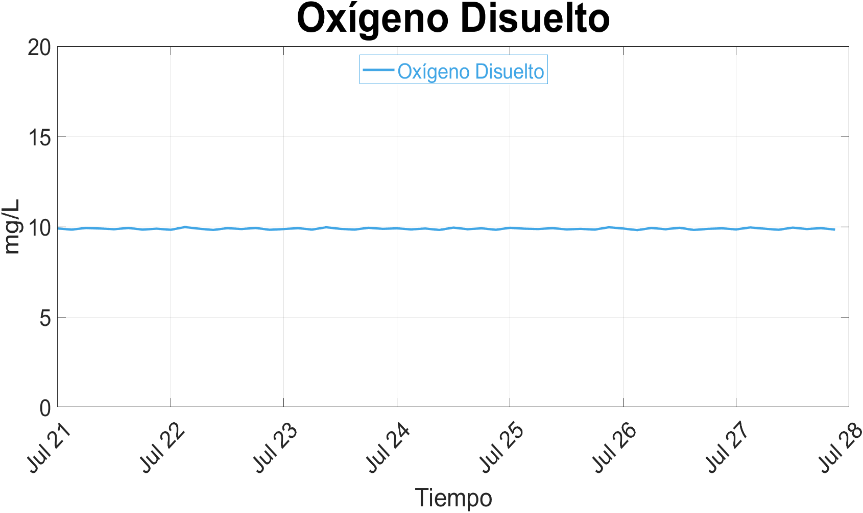 Oxígeno Disuelto
Oxígeno Disuelto
20
15
10
5
0
mg/L
Jul 21
Jul 22
Jul 23
Jul 24
Jul 25
Jul 26
Jul 27
Jul 28
Tiempo